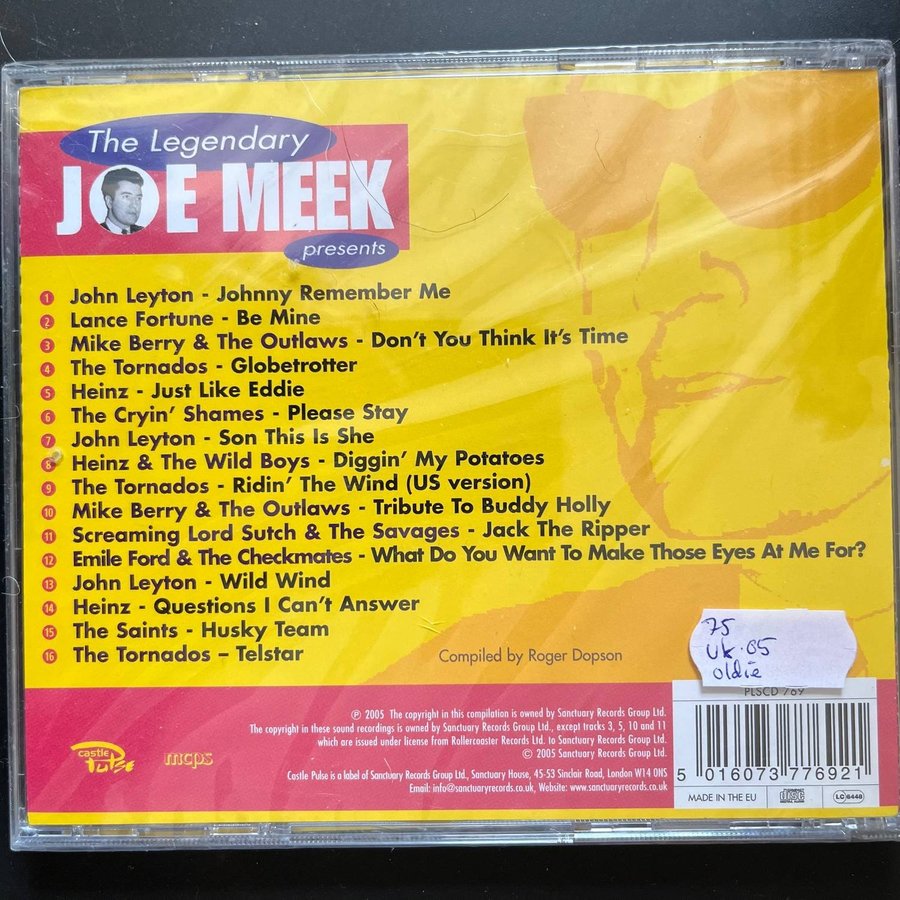 The Legendary
JOE MEEK
presents
1 John Leyton - Johnny Remember Me
2 Lance Fortune - Be Mine
3 Mike Berry & The Outlaws - Don't You Think It's Time
4 The Tornados - Globetrotter
5 Heinz - Just Like Eddie
6 The Cryin' Shames - Please Stay
7 John Leyton - Son This Is She
8 Heinz & The Wild Boys - Diggin' My Potatoes
9 The Tornados - Ridin' The Wind (US version)
10 Mike Berry & The Outlaws - Tribute To Buddy Holly
11 Screaming Lord Sutch & The Savages - Jack The Ripper
12 Emile Ford & The Checkmates - What Do You Want To Make Those Eyes At Me For?
13 John Leyton - Wild Wind
14 Heinz - Questions I Can't Answer
15 The Saints - Husky Team
16 The Tornados – Telstar
Compiled by Roger Dopson
75
UK.05
oldie
PLSCD 769
℗ 2005 The copyright in this compilation is owned by Sanctuary Records Group Ltd.
The copyright in these sound recordings is owned by Sanctuary Records Group Ltd., except tracks 3, 5, 10 and 11
which are issued under license from Rollercoaster Records Ltd. to Sanctuary Records Group Ltd.
© 2005 Sanctuary Records Group Ltd.
castle
Pulse
mcps
Castle Pulse is a label of Sanctuary Records Group Ltd., Sanctuary House, 45-53 Sinclair Road, London W14 0NS
Email: info@sanctuaryrecords.co.uk, Website: www.sanctuaryrecords.co.uk
5 016073 776921
MADE IN THE EU
COMPACT
disc
DIGITAL AUDIO
LC 6448